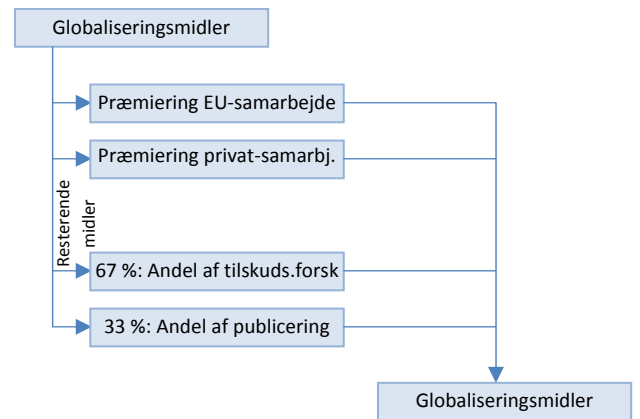 Globaliseringsmidler
Præmiering EU-samarbejde
Præmiering privat-samarbj.
Resterende
midler
67 %: Andel af tilskuds.forsk
33 %: Andel af publicering
Globaliseringsmidler